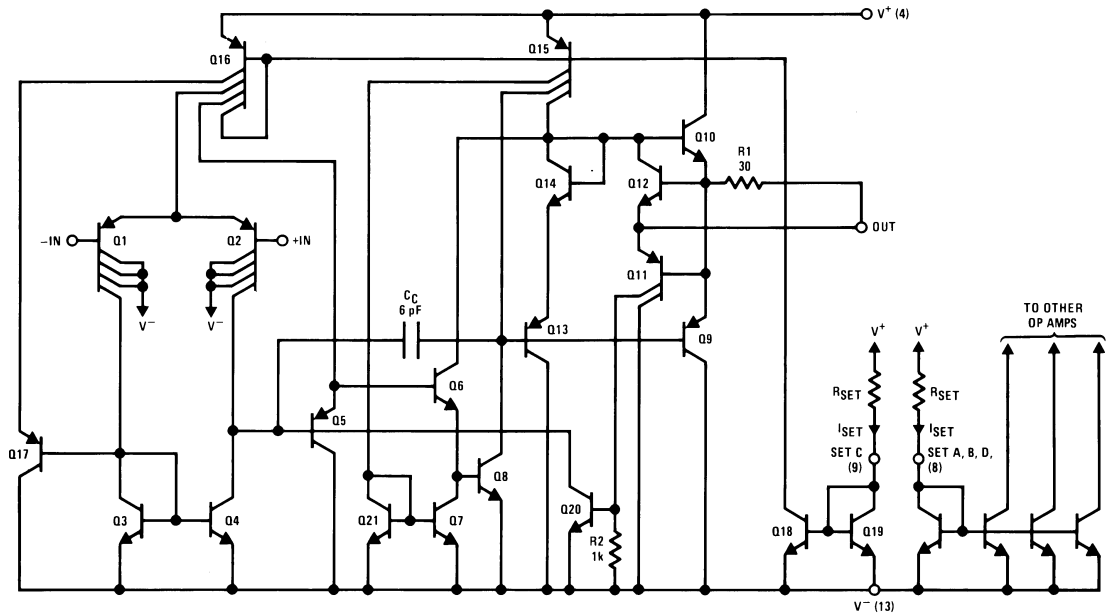 V+ (4)
Q16
Q15
Q10
R1
30
Q14
Q12
−IN
Q1
Q2
+IN
OUT
Q11
V−
V−
CC
6 pF
TO OTHER
OP AMPS
Q13
V+
V+
Q9
Q6
RSET
RSET
Q5
ISET
ISET
Q17
Q8
SET C
(9)
SET A, B, D,
(8)
Q3
Q4
Q21
Q7
Q20
R2
1k
Q18
Q19
V− (13)